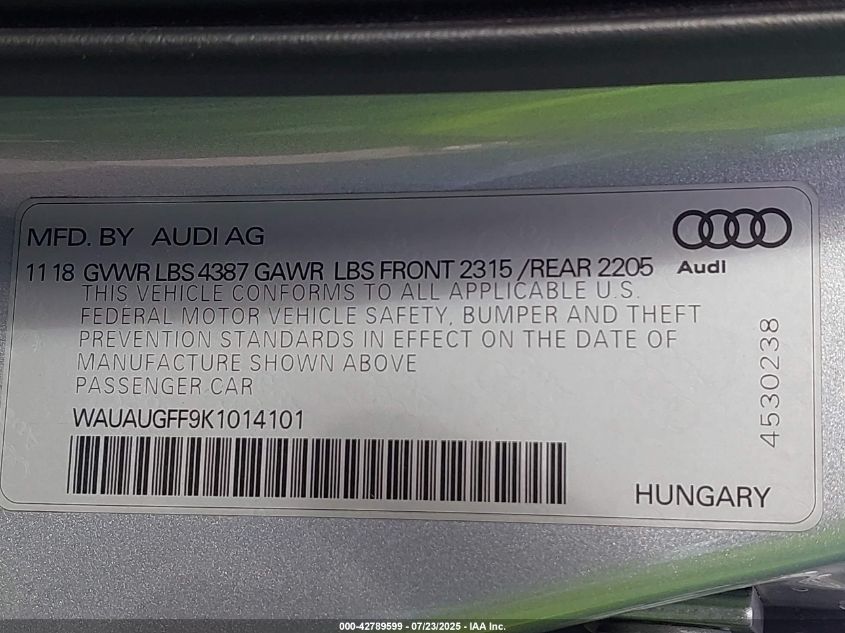 MFD. BY AUDI AG
11 18 GVWR LBS 4387 GAWR LBS FRONT 2315 /REAR 2205
Audi
THIS VEHICLE CONFORMS TO ALL APPLICABLE U.S.
FEDERAL MOTOR VEHICLE SAFETY, BUMPER AND THEFT
PREVENTION STANDARDS IN EFFECT ON THE DATE OF
MANUFACTURE SHOWN ABOVE
PASSENGER CAR
WAUAUGFF9K1014101
4530238
HUNGARY
000-42789599 - 07/23/2025 - IAA Inc.